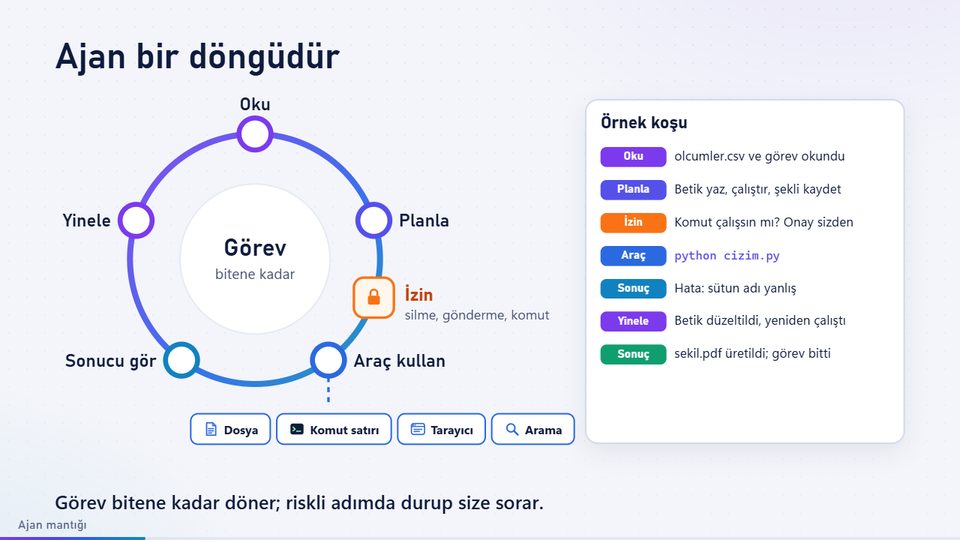 Ajan bir döngüdür
Oku
Yinele
Planla
Görev
bitene kadar
İzin
silme, gönderme, komut
Sonucu gör
Araç kullan
Dosya
Komut satırı
Tarayıcı
Arama
Örnek koşu
Oku olcumler.csv ve görev okundu
Planla Betik yaz, çalıştır, şekli kaydet
İzin Komut çalışsın mı? Onay sizden
Araç python cizim.py
Sonuç Hata: sütun adı yanlış
Yinele Betik düzeltildi, yeniden çalıştı
Sonuç sekil.pdf üretildi; görev bitti
Görev bitene kadar döner; riskli adımda durup size sorar.
Ajan mantığı